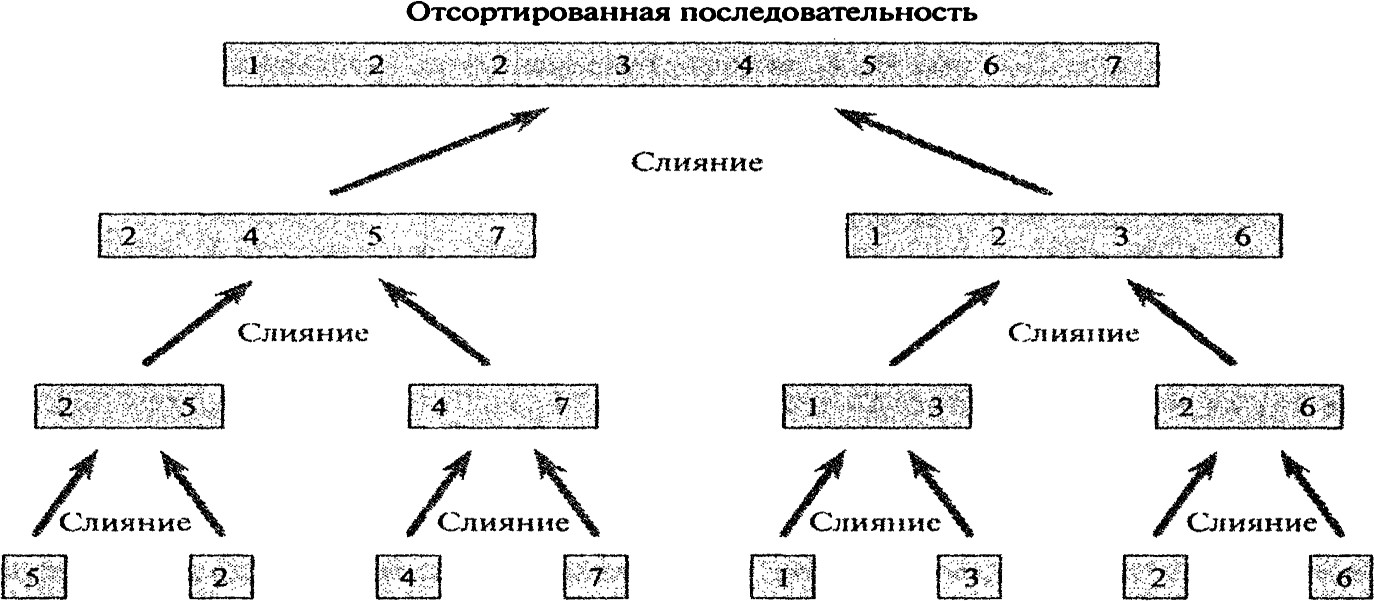 Отсортированная последовательность
1 2 2 3 4 5 6 7
Слияние
2 4 5 7
1 2 3 6
Слияние
Слияние
2 5
4 7
1 3
2 6
Слияние
Слияние
Слияние
Слияние
5
2
4
7
1
3
2
6